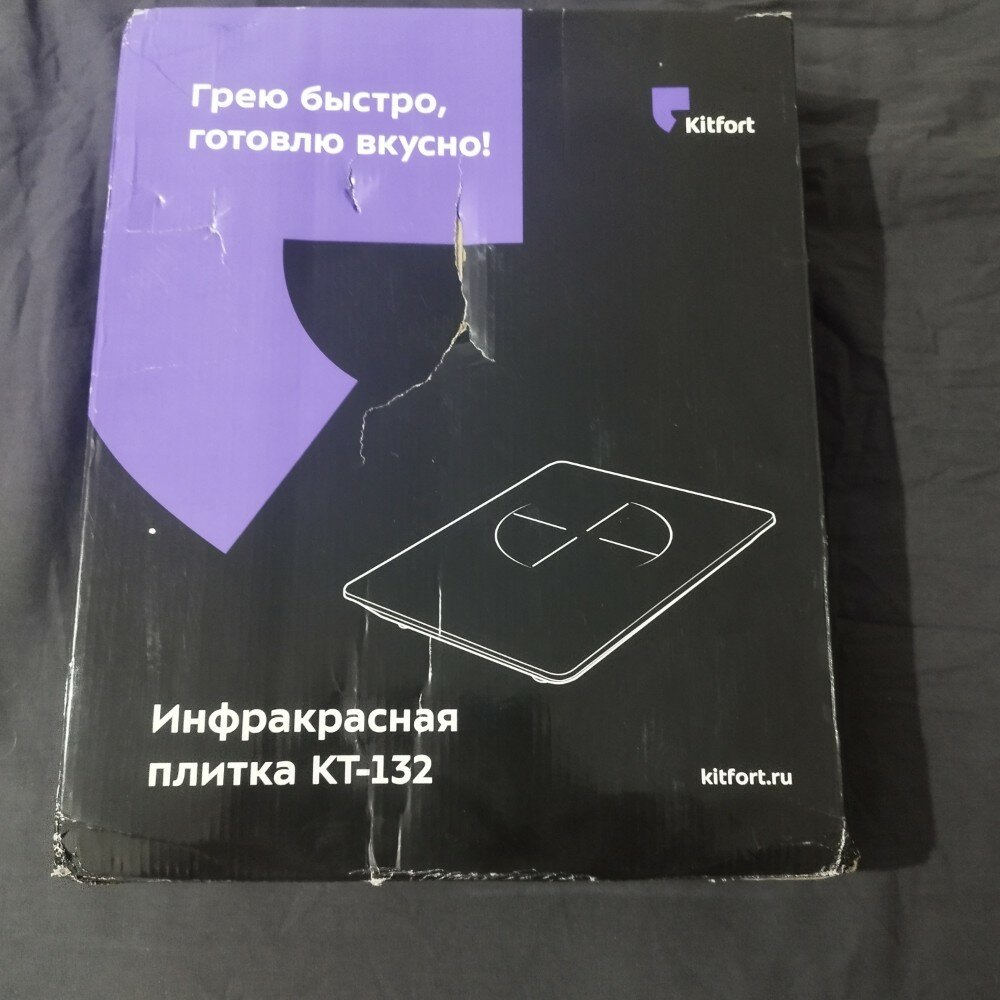 Грею быстро,
готовлю вкусно!
Kitfort
Инфракрасная
плитка КТ-132
kitfort.ru